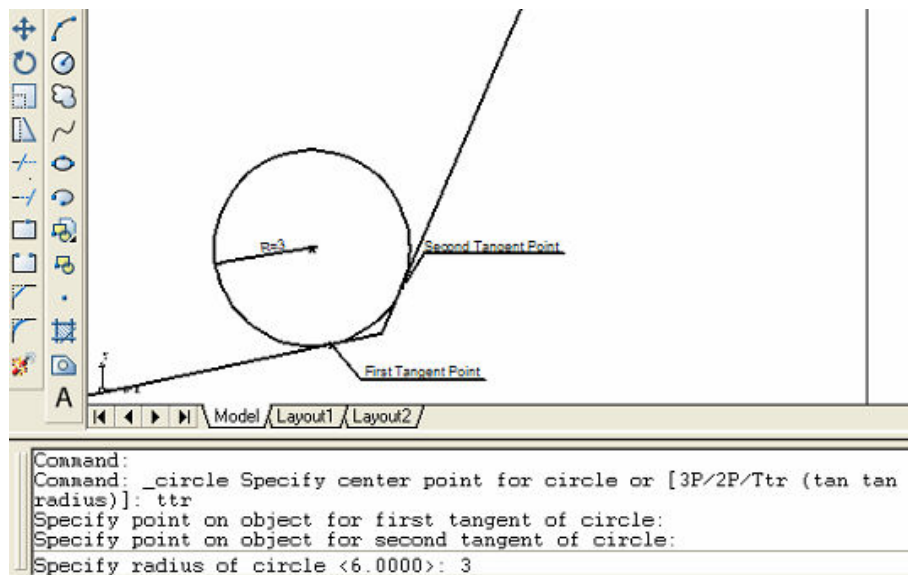 R=3
Second Tangent Point
First Tangent Point
A
Model Layout1 Layout2
Command:
Command: _circle Specify center point for circle or [3P/2P/Ttr (tan tan
radius)]: ttr
Specify point on object for first tangent of circle:
Specify point on object for second tangent of circle:
Specify radius of circle <6.0000>: 3